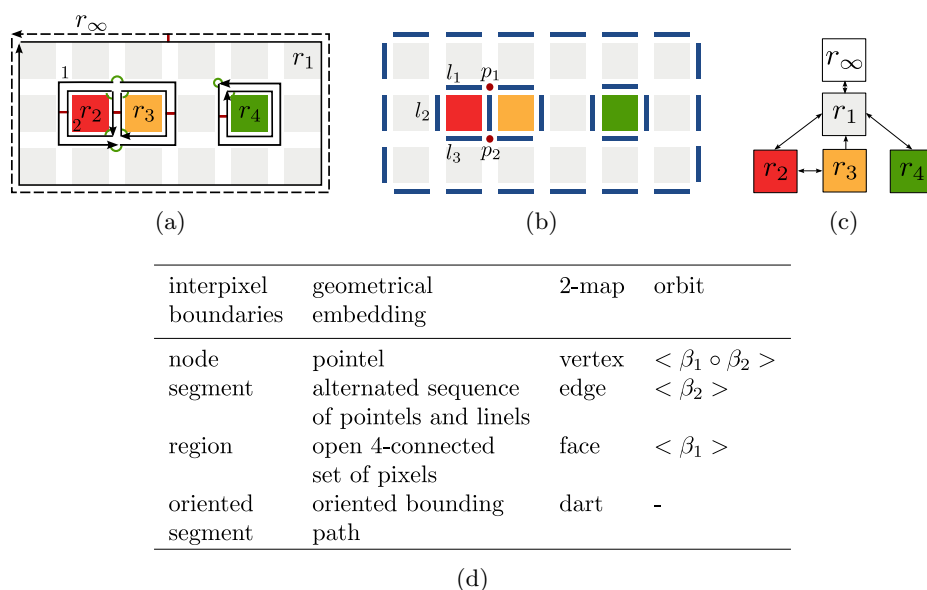 r∞
r1
1
r2
r3
r4
2
(a)
l1 p1
l2
l3 p2
(b)
r∞
r1
r2 r3 r4
(c)
interpixel geometrical 2-map orbit
boundaries embedding
node pointel vertex < β1 ∘ β2 >
segment alternated sequence edge < β2 >
of pointels and linels
region open 4-connected face < β1 >
set of pixels
oriented oriented bounding dart -
segment path
(d)